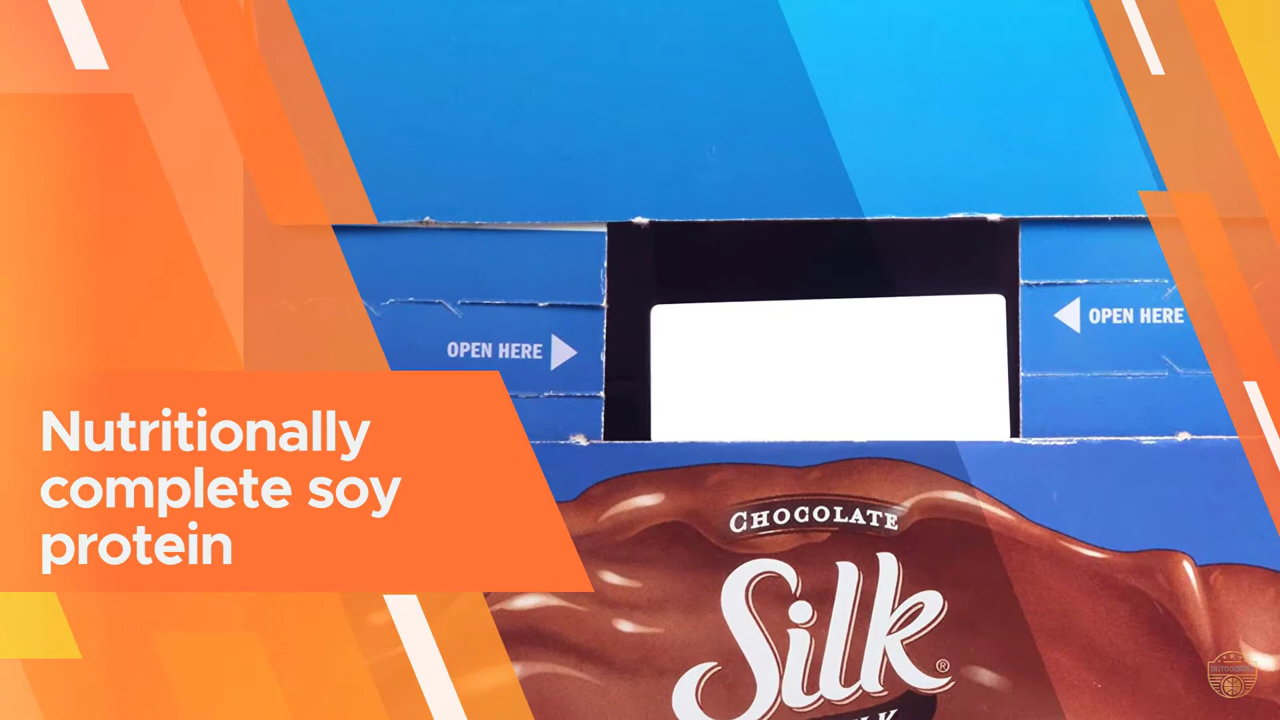 OPEN HERE
OPEN HERE
Nutritionally
complete soy
protein
CHOCOLATE
Silk®